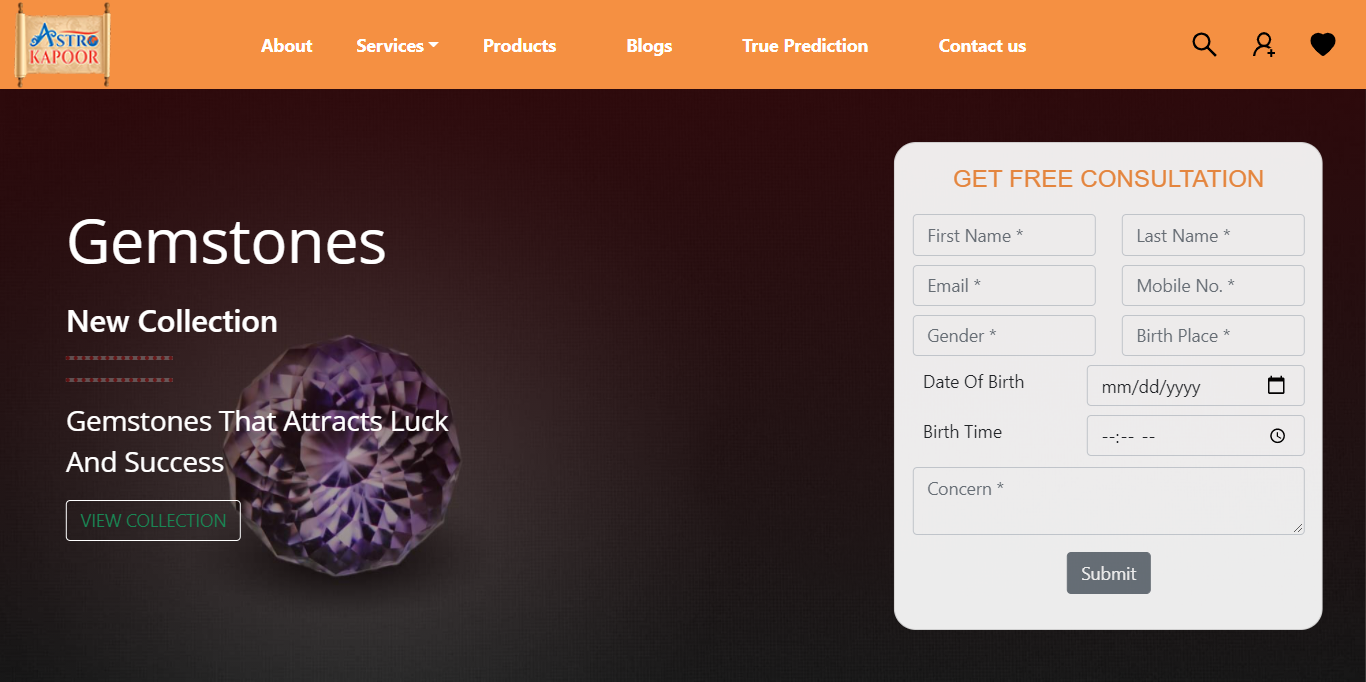 ASTRO
KAPOOR
About
Services
Products
Blogs
True Prediction
Contact us
Gemstones
New Collection
Gemstones That Attracts Luck
And Success
VIEW COLLECTION
GET FREE CONSULTATION
First Name *
Last Name *
Email *
Mobile No. *
Gender *
Birth Place *
Date Of Birth
mm/dd/yyyy
Birth Time
--:-- --
Concern *
Submit